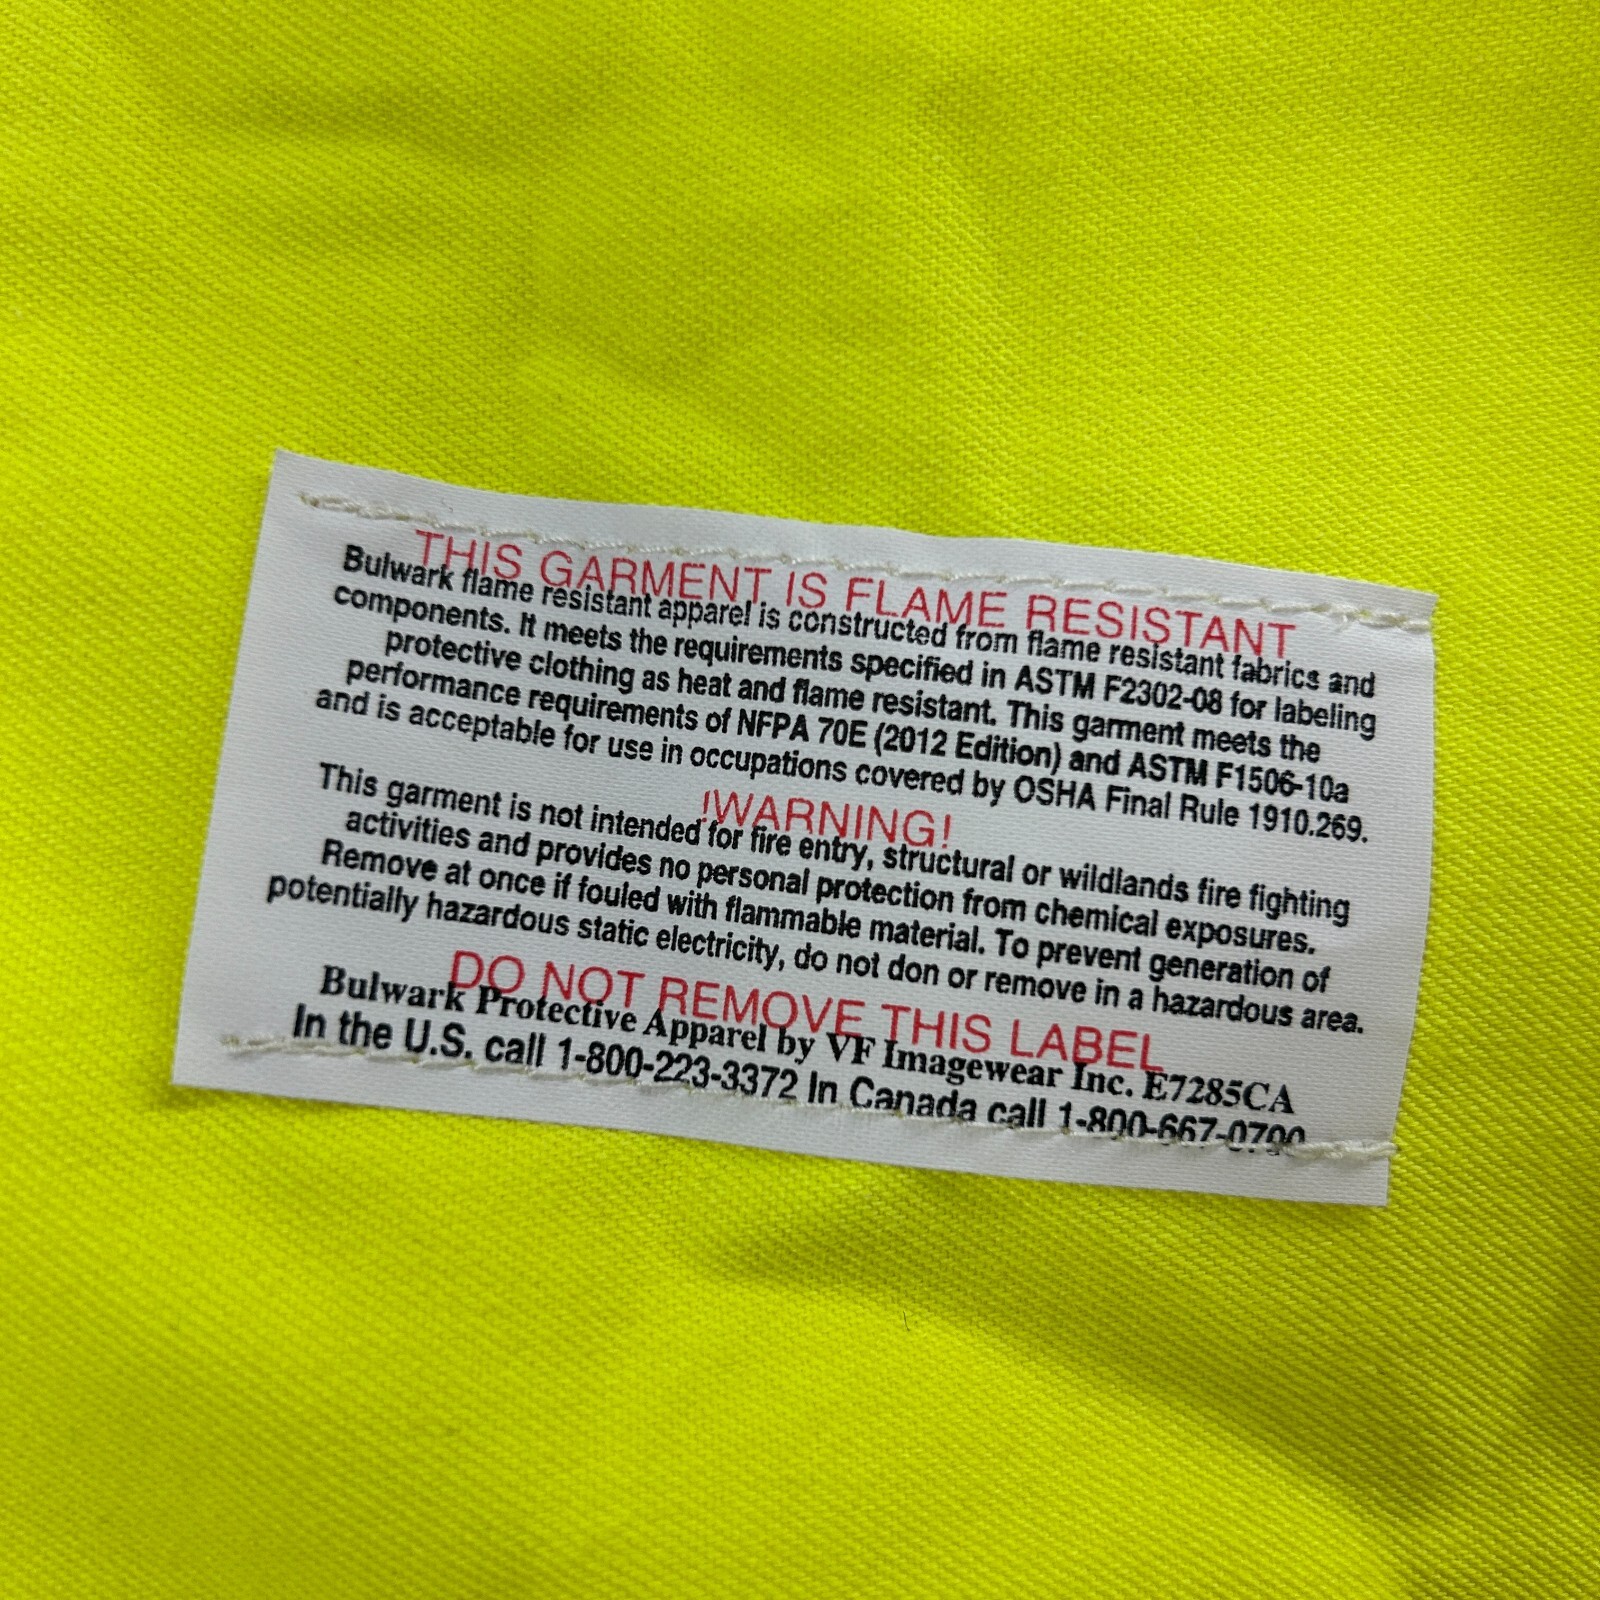 THIS GARMENT IS FLAME RESISTANT
Bulwark flame resistant apparel is constructed from flame resistant fabrics and
components. It meets the requirements specified in ASTM F2302-08 for labeling
protective clothing as heat and flame resistant. This garment meets the
performance requirements of NFPA 70E (2012 Edition) and ASTM F1506-10a
and is acceptable for use in occupations covered by OSHA Final Rule 1910.269.
!WARNING!
This garment is not intended for fire entry, structural or wildlands fire fighting
activities and provides no personal protection from chemical exposures.
Remove at once if fouled with flammable material. To prevent generation of
potentially hazardous static electricity, do not don or remove in a hazardous area.
DO NOT REMOVE THIS LABEL
Bulwark Protective Apparel by VF Imagewear Inc. E7285CA
In the U.S. call 1-800-223-3372 In Canada call